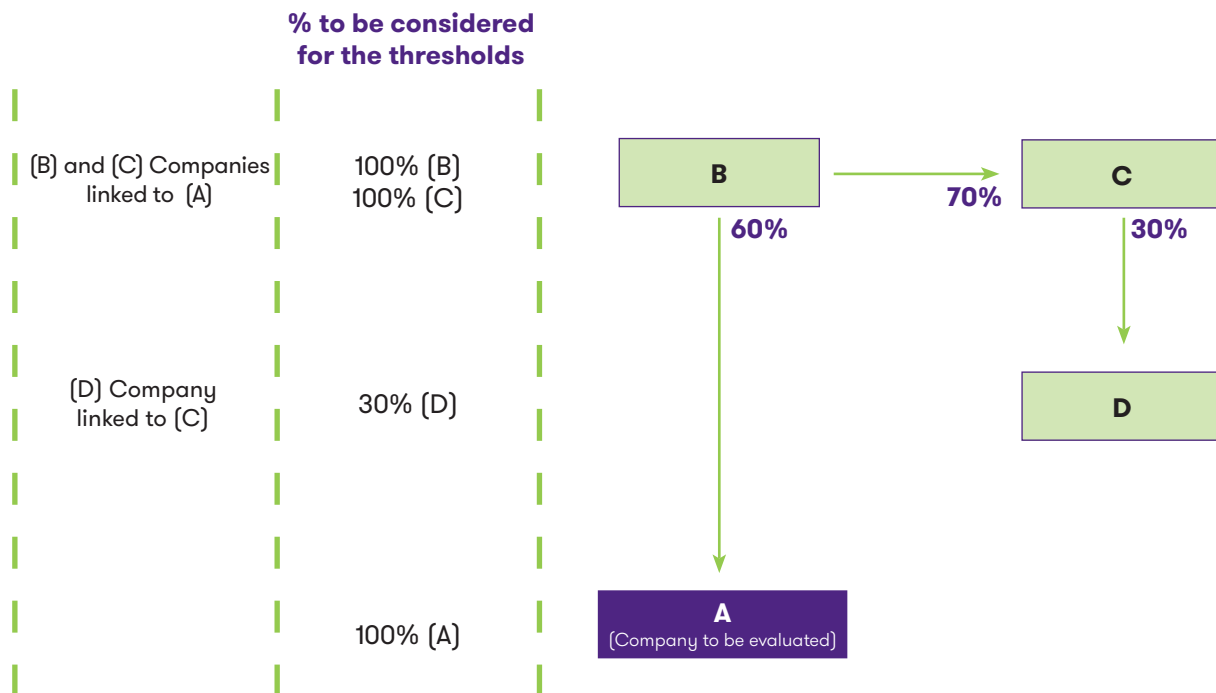 % to be considered
for the thresholds
(B) and (C) Companies
linked to (A)
100% (B)
100% (C)
B
70%
C
60%
30%
(D) Company
linked to (C)
30% (D)
D
100% (A)
A
(Company to be evaluated)